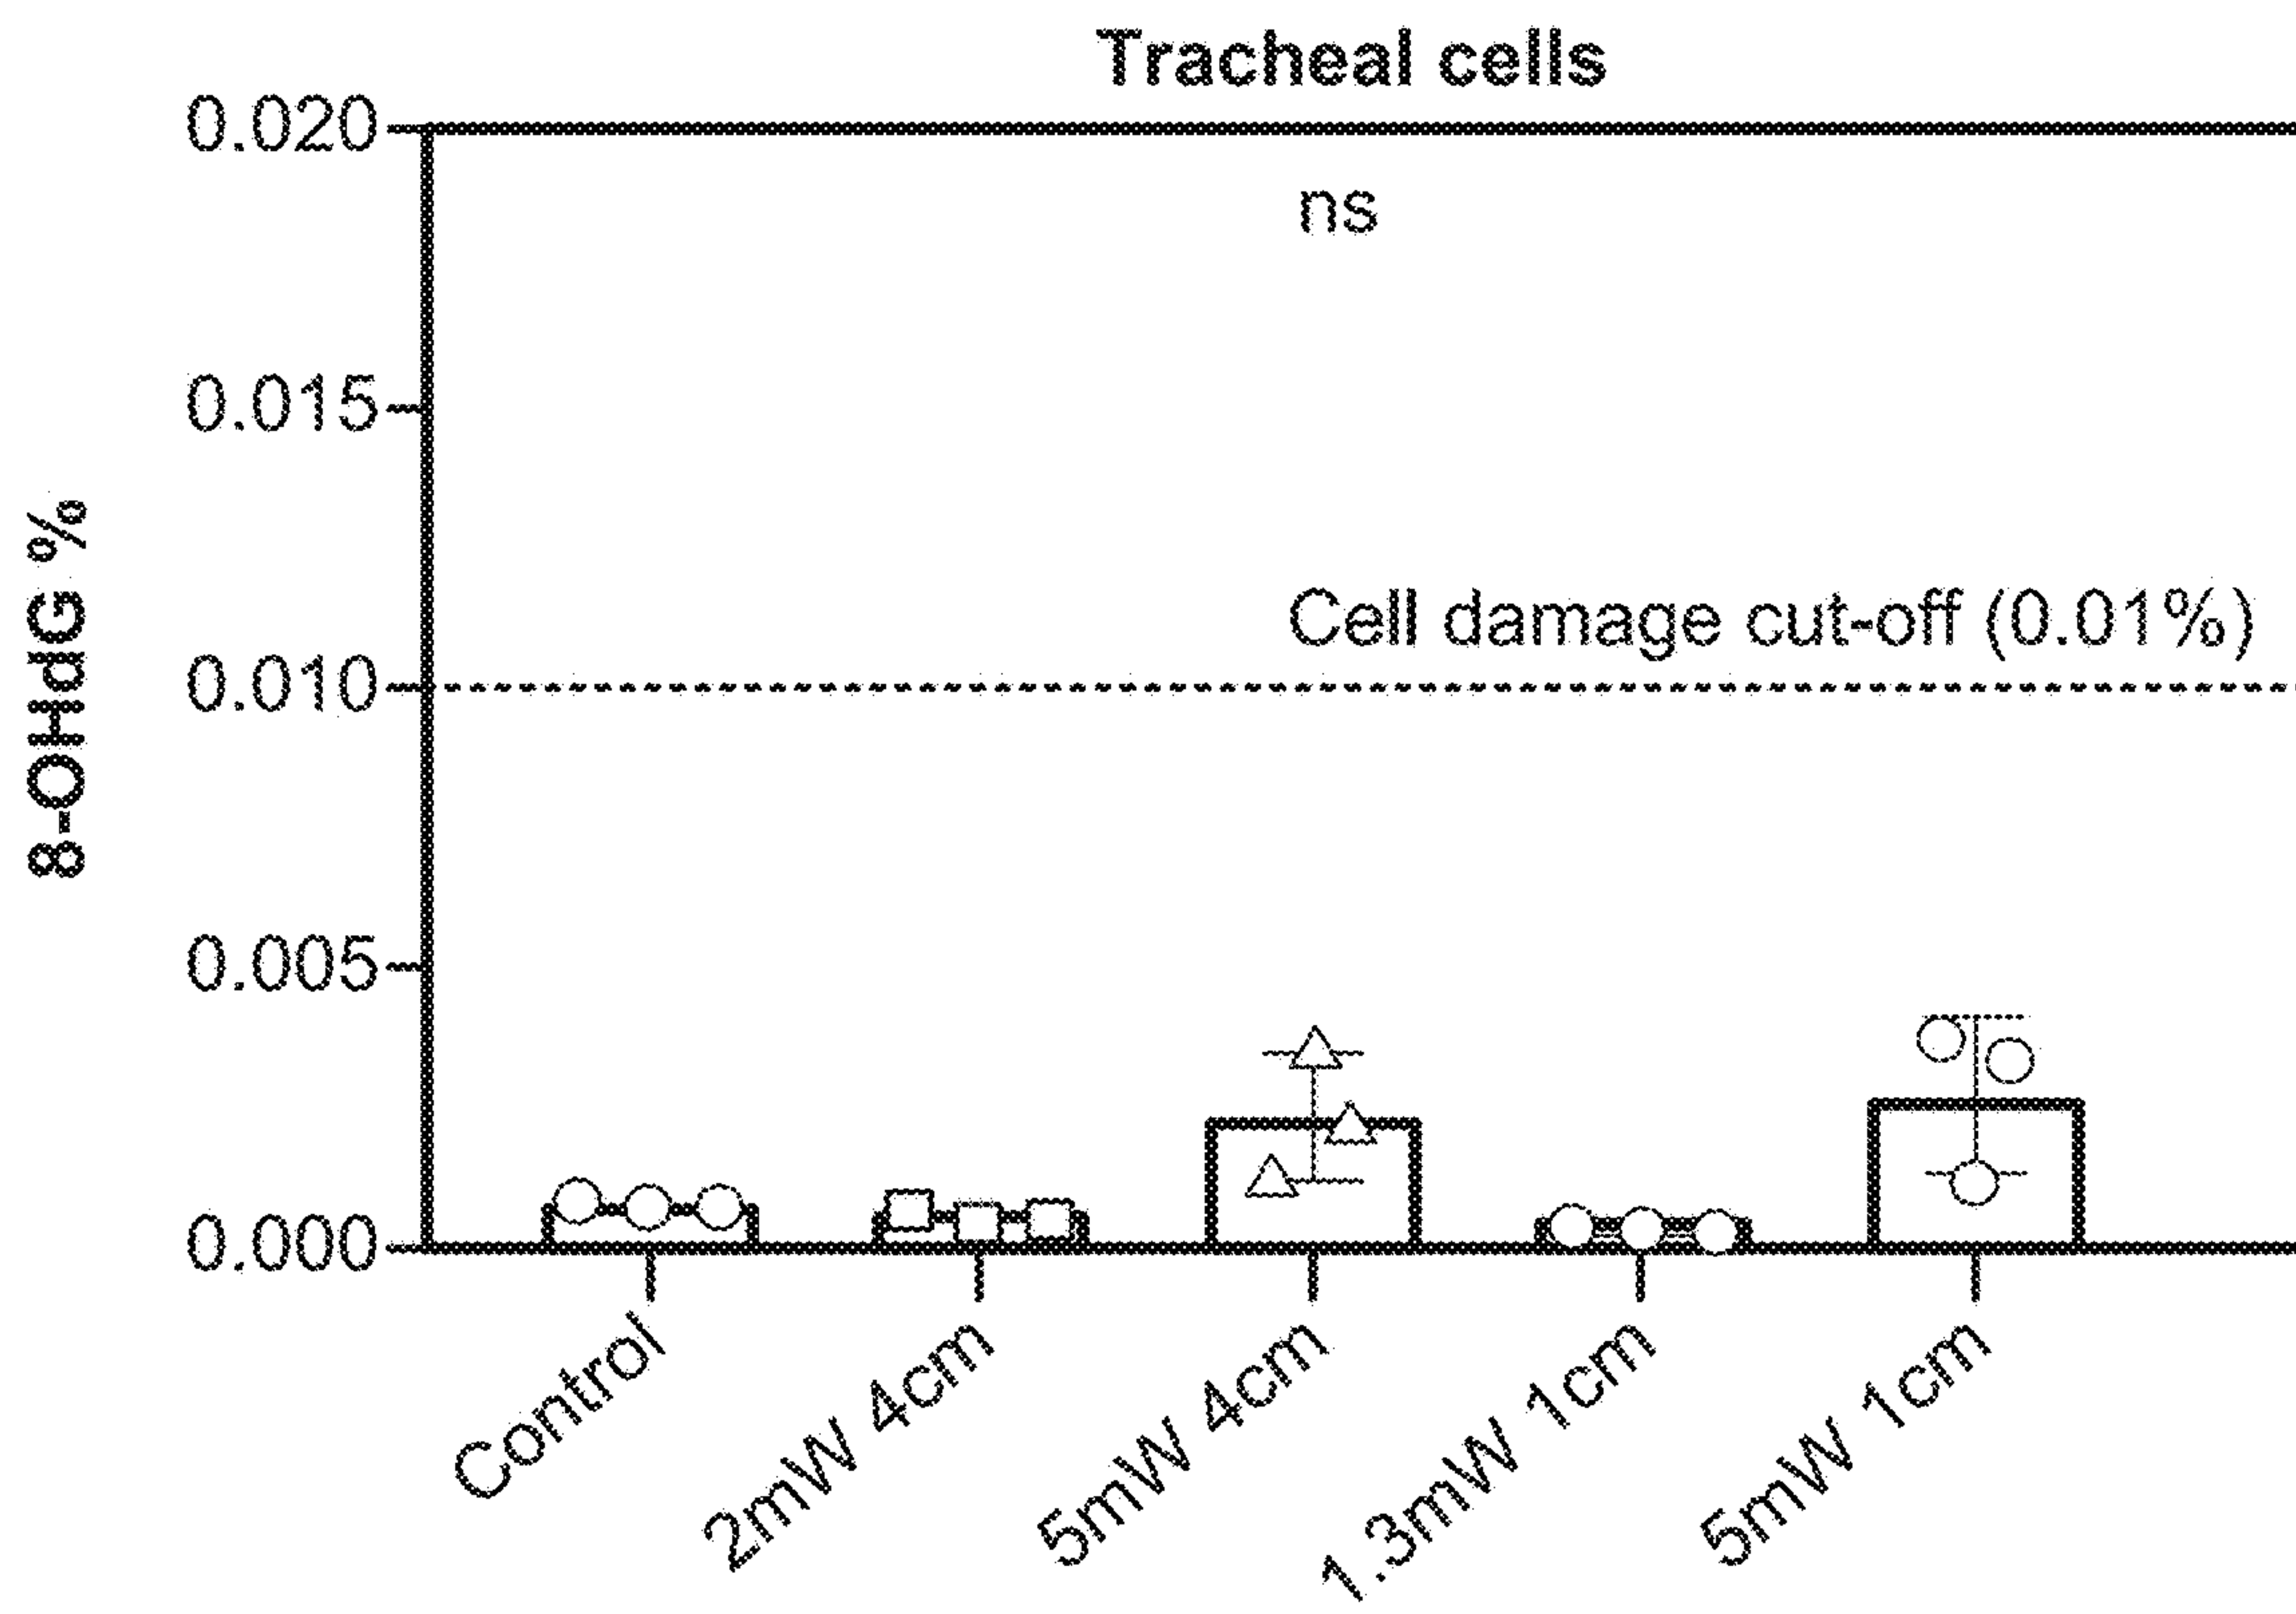 Tracheal cells
0.020
ns
0.015
8-OHdG %
Cell damage cut-off (0.01%)
0.010
0.005
0.000
Control
2mW 4cm
5mW 4cm
1.3mW 1cm
5mW 1cm